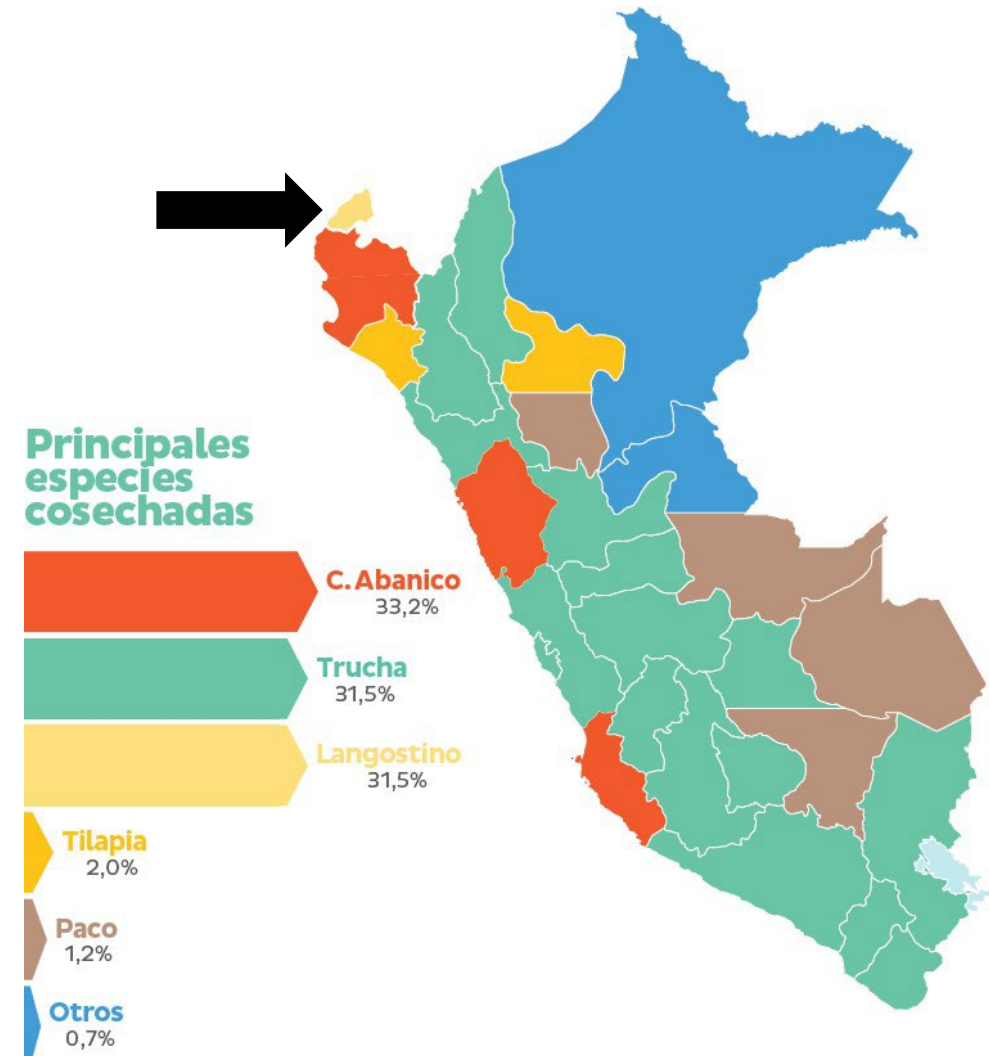 Principales
especies
cosechadas
C. Abanico
33,2%
Trucha
31,5%
Langostino
31,5%
Tilapia
2,0%
Paco
1,2%
Otros
0,7%